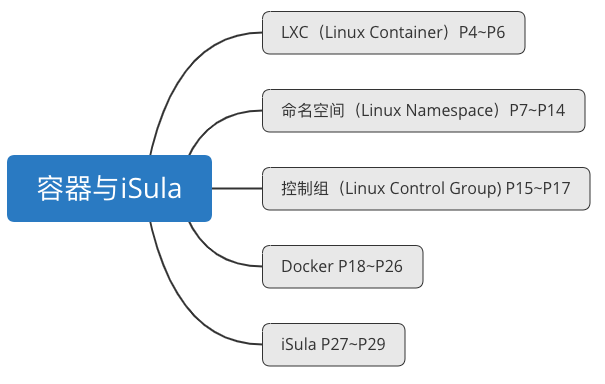 LXC（Linux Container）P4~P6
命名空间（Linux Namespace）P7~P14
容器与iSula
控制组（Linux Control Group) P15~P17
Docker P18~P26
iSula P27~P29